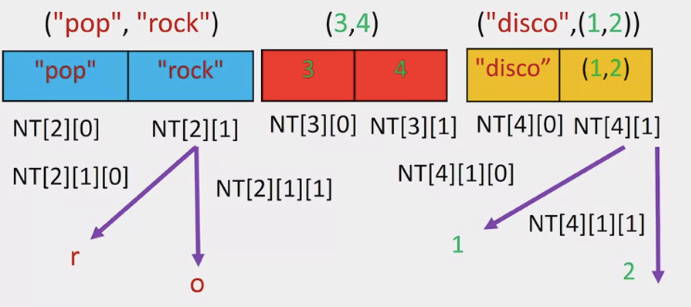 ("pop", "rock") (3,4) ("disco",(1,2))
"pop" "rock" 3 4 "disco” (1,2)
NT[2][0] NT[2][1] NT[3][0] NT[3][1] NT[4][0] NT[4][1]
NT[2][1][0] NT[2][1][1] NT[4][1][0]
NT[4][1][1]
r o 1 2